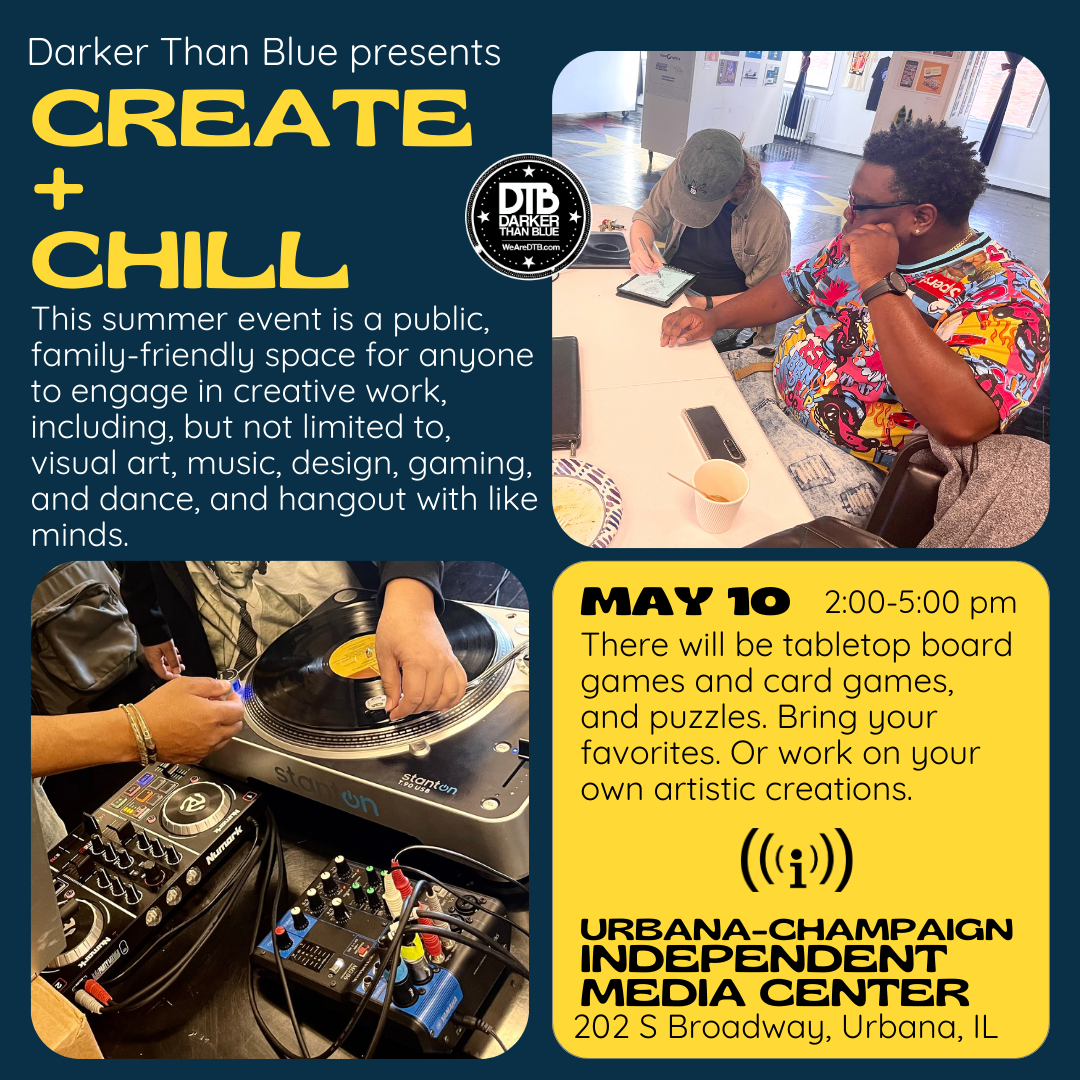 Darker Than Blue presents
CREATE
+
CHILL
DTB
DARKER
THAN BLUE
WeAreDTB.com
This summer event is a public,
family-friendly space for anyone
to engage in creative work,
including, but not limited to,
visual art, music, design, gaming,
and dance, and hangout with like
minds.
stanton
stanton
T.90 USB
Numark
Numark
MAY 10 2:00-5:00 pm
There will be tabletop board
games and card games,
and puzzles. Bring your
favorites. Or work on your
own artistic creations.
((i))
URBANA-CHAMPAIGN
INDEPENDENT
MEDIA CENTER
202 S Broadway, Urbana, IL